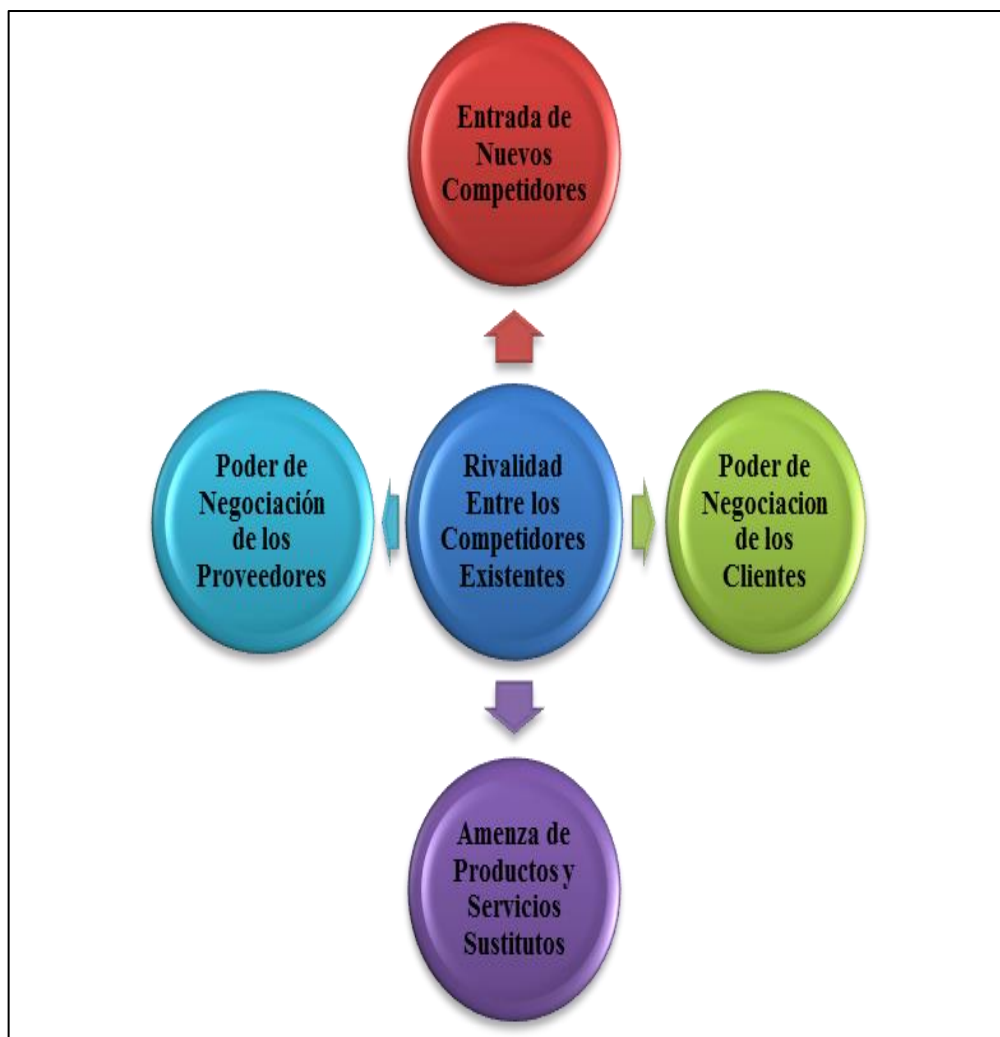 Entrada de
Nuevos
Competidores
Poder de
Negociación
de los
Proveedores
Rivalidad
Entre los
Competidores
Existentes
Poder de
Negociacion
de los
Clientes
Amenza de
Productos y
Servicios
Sustitutos